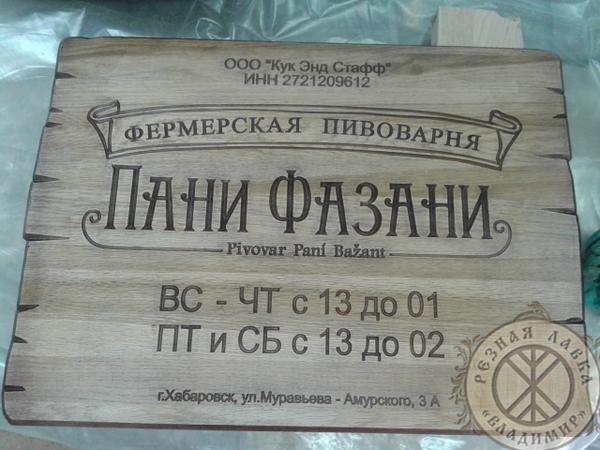 ООО "Кук Энд Стафф"
ИНН 2721209612
ФЕРМЕРСКАЯ ПИВОВАРНЯ
ПАНИ ФАЗАНИ
Pivovar Paní Bažant
ВС - ЧТ с 13 до 01
ПТ и СБ с 13 до 02
г.Хабаровск, ул.Муравьева - Амурского, 3 А
РЕЗНАЯ ЛАВКА
«ВЛАДИМИР»